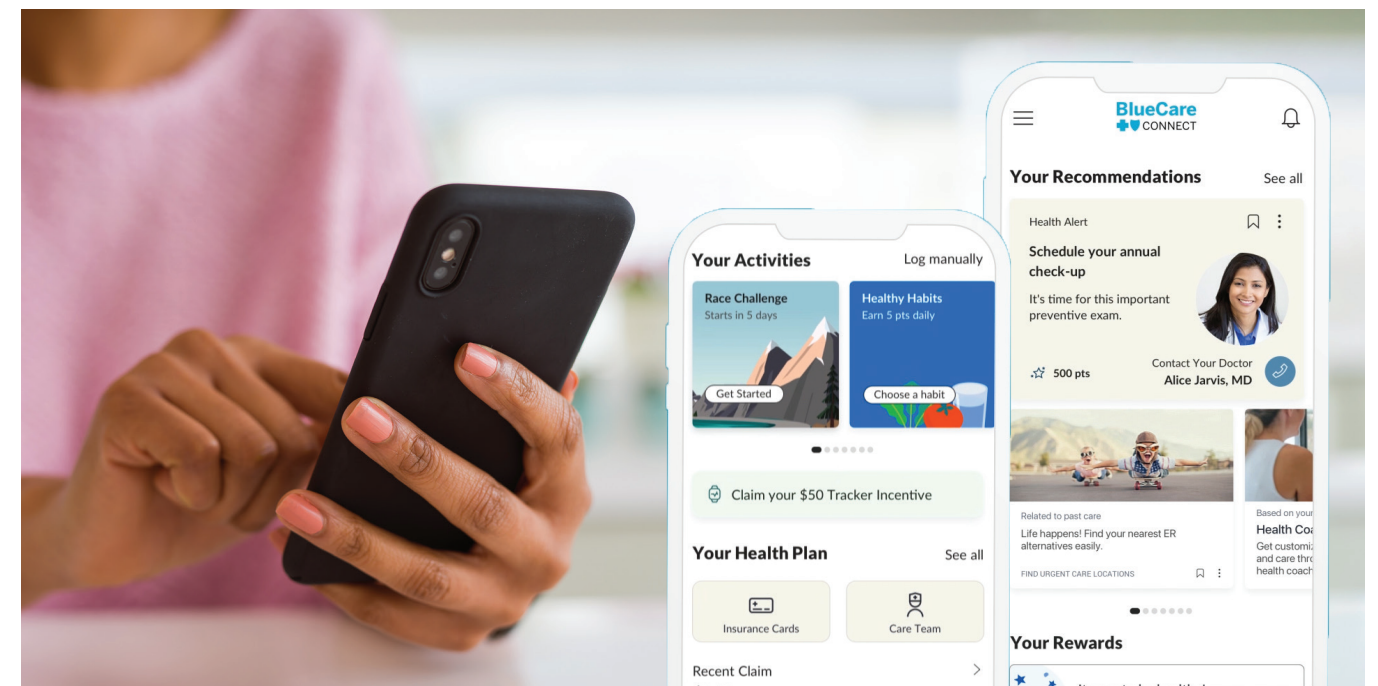 Your Activities
Log manually
Race Challenge
Starts in 5 days
Get Started
Healthy Habits
Earn 5 pts daily
Choose a habit
Claim your $50 Tracker Incentive
Your Health Plan
See all
Insurance Cards
Care Team
Recent Claim
BlueCare
CONNECT
Your Recommendations
See all
Health Alert
Schedule your annual
check-up
It's time for this important
preventive exam.
500 pts
Contact Your Doctor
Alice Jarvis, MD
Related to past care
Life happens! Find your nearest ER
alternatives easily.
FIND URGENT CARE LOCATIONS
Based on your
Health
Get
and care
health coach
Your Rewards